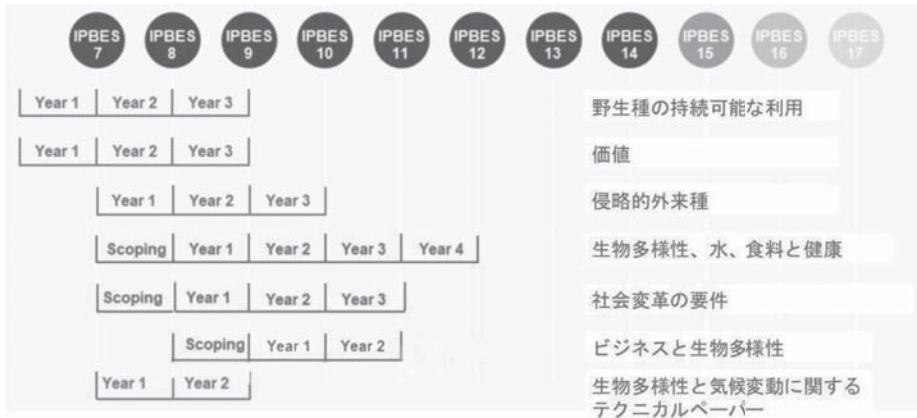 IPBES 7 IPBES 8 IPBES 9 IPBES 10 IPBES 11 IPBES 12 IPBES 13 IPBES 14 IPBES 15 IPBES 16 IPBES 17
Year 1 Year 2 Year 3 野生種の持続可能な利用
Year 1 Year 2 Year 3 価値
Year 1 Year 2 Year 3 侵略的外来種
Scoping Year 1 Year 2 Year 3 Year 4 生物多様性、水、食料と健康
Scoping Year 1 Year 2 Year 3 社会変革の要件
Scoping Year 1 Year 2 ビジネスと生物多様性
Year 1 Year 2 生物多様性と気候変動に関する
テクニカルペーパー